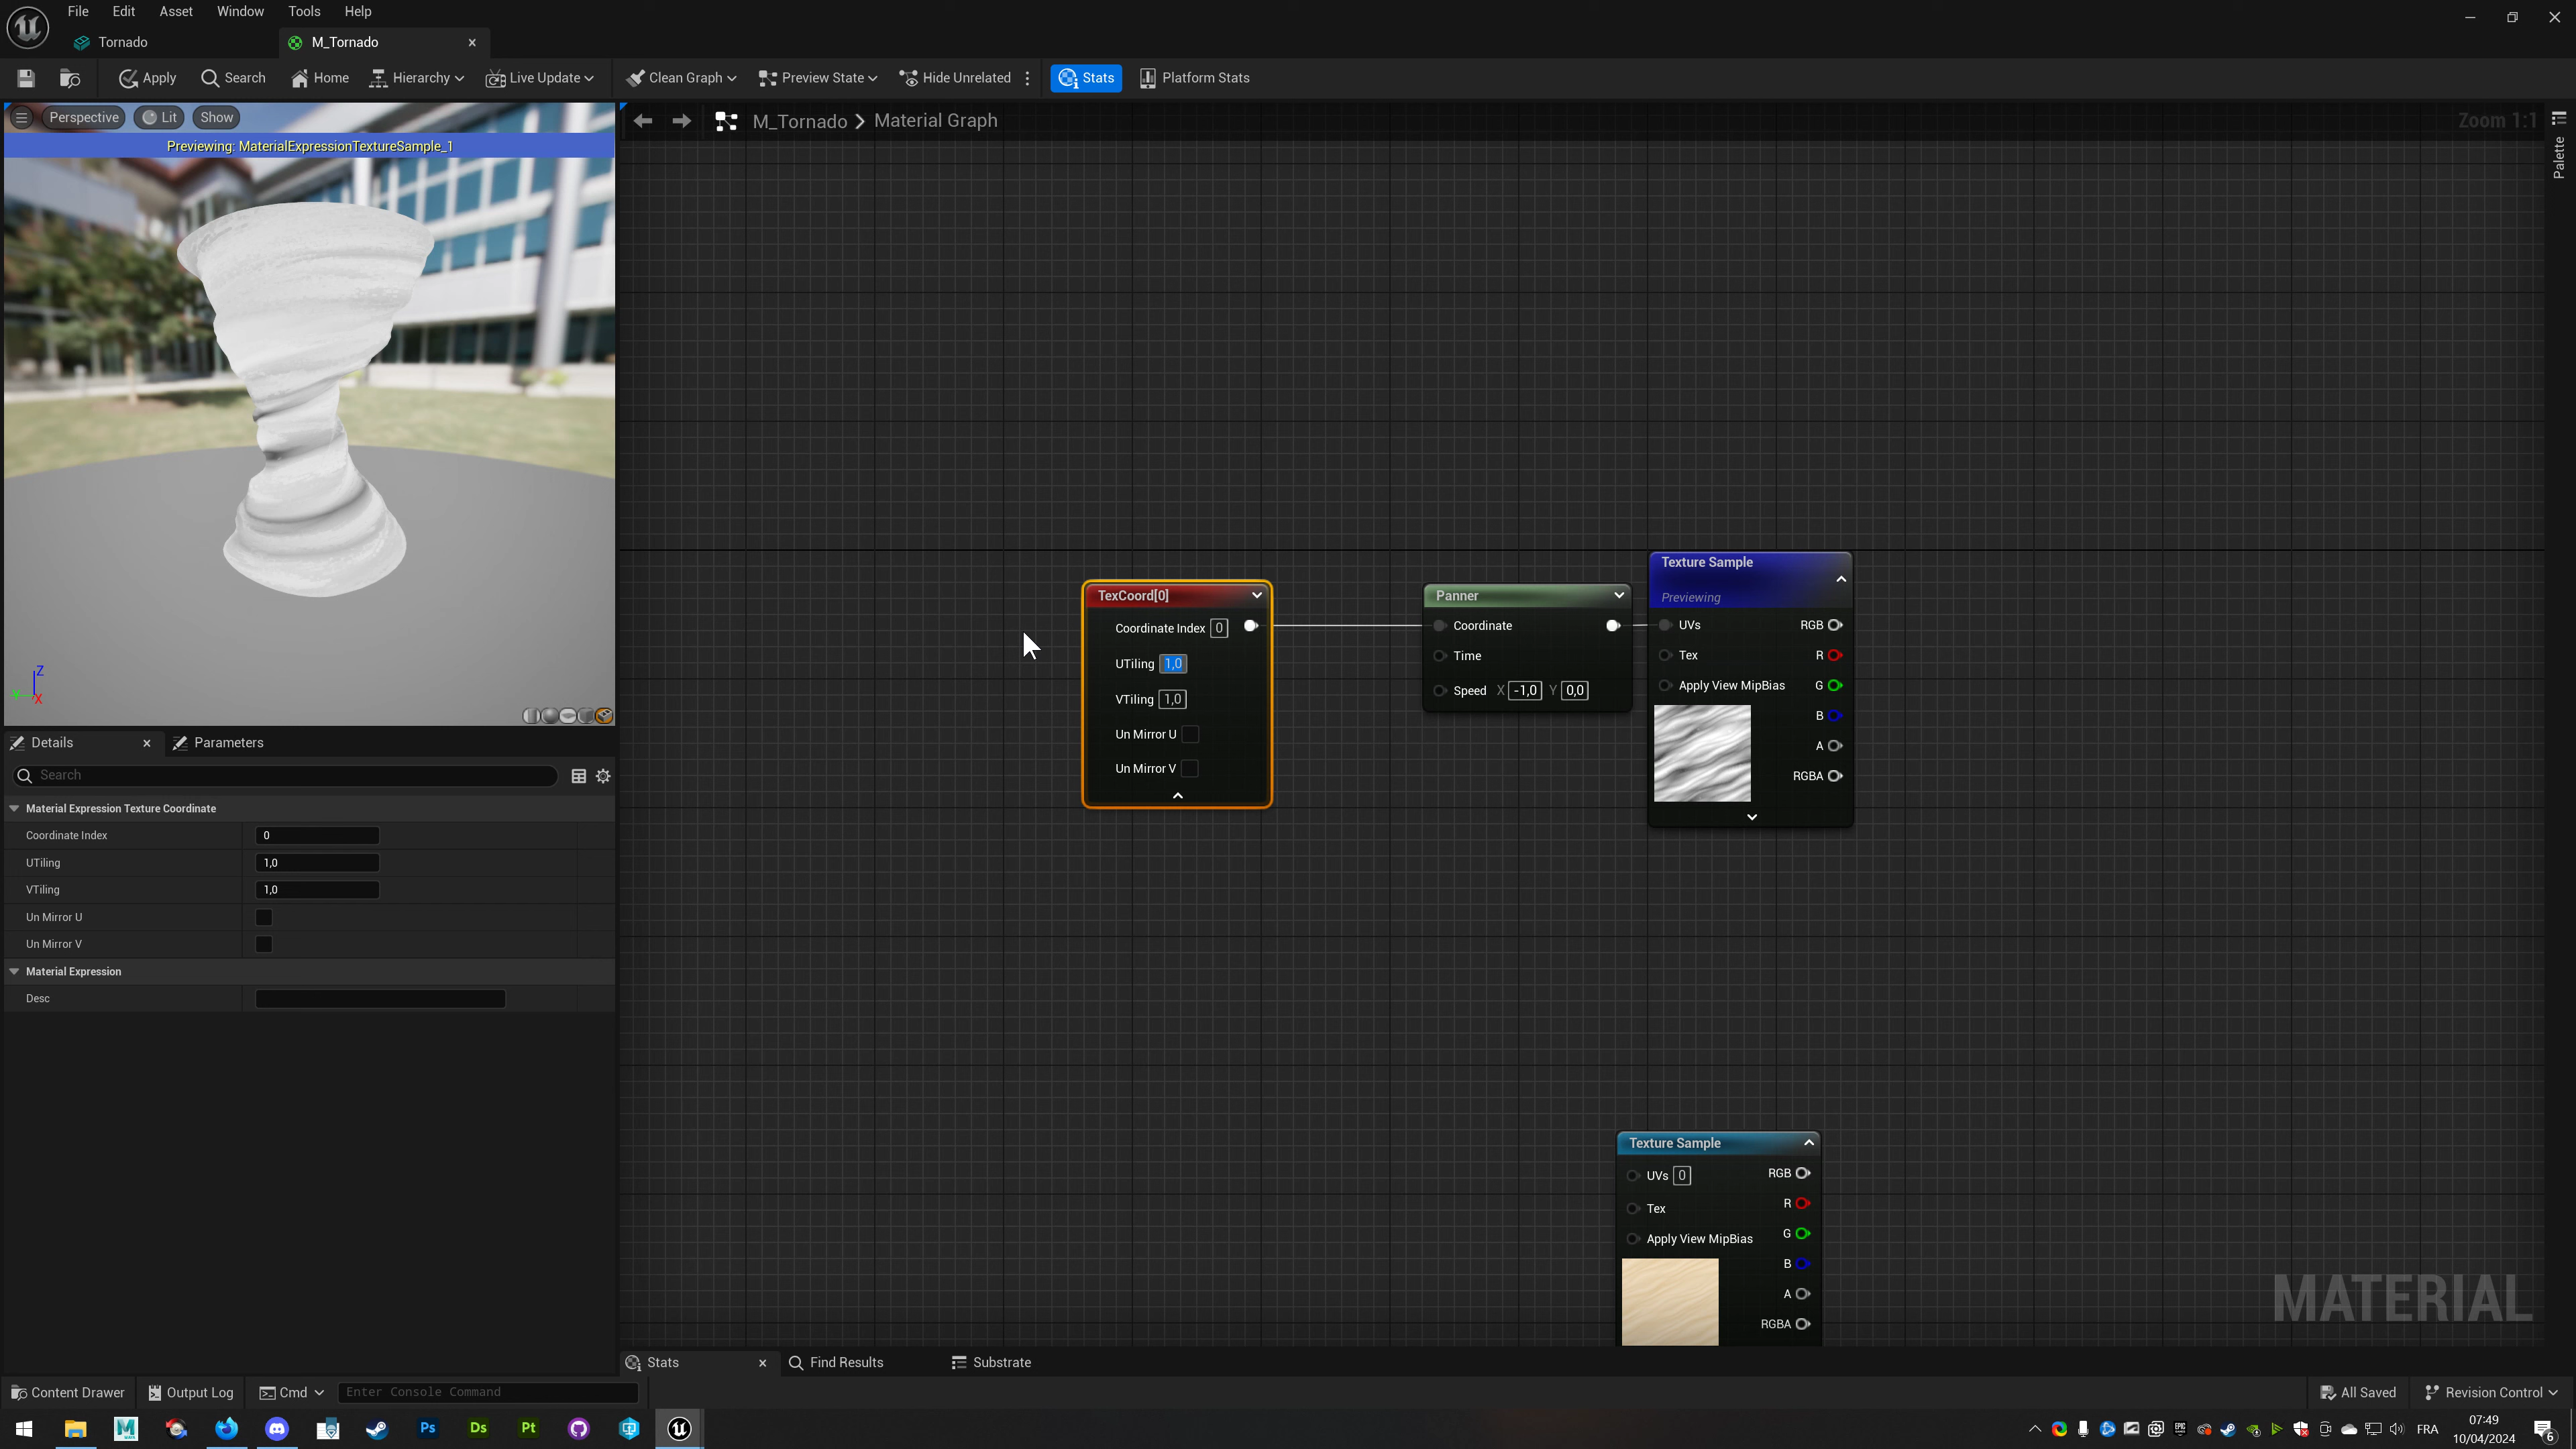 File Edit Asset Window Tools Help
Tornado M_Tornado
Apply Search Home Hierarchy Live Update Clean Graph Preview State Hide Unrelated Stats Platform Stats
Perspective Lit Show
M_Tornado > Material Graph Zoom 1:1
Palette
Previewing: MaterialExpressionTextureSample_1
Z
Y X
TexCoord[0]
Coordinate Index 0
UTiling 1,0
VTiling 1,0
Un Mirror U
Un Mirror V
Panner
Coordinate
Time
Speed X -1,0 Y 0,0
Texture Sample
Previewing
UVs RGB
Tex R
Apply View MipBias G
B
A
RGBA
Texture Sample
UVs 0 RGB
Tex R
Apply View MipBias G
B
A
RGBA
MATERIAL
Details Parameters
Search
Material Expression Texture Coordinate
Coordinate Index 0
UTiling 1,0
VTiling 1,0
Un Mirror U
Un Mirror V
Material Expression
Desc
Stats Find Results Substrate
Content Drawer Output Log Cmd Enter Console Command All Saved Revision Control
M Ps Ds Pt FRA 07:49
10/04/2024 6